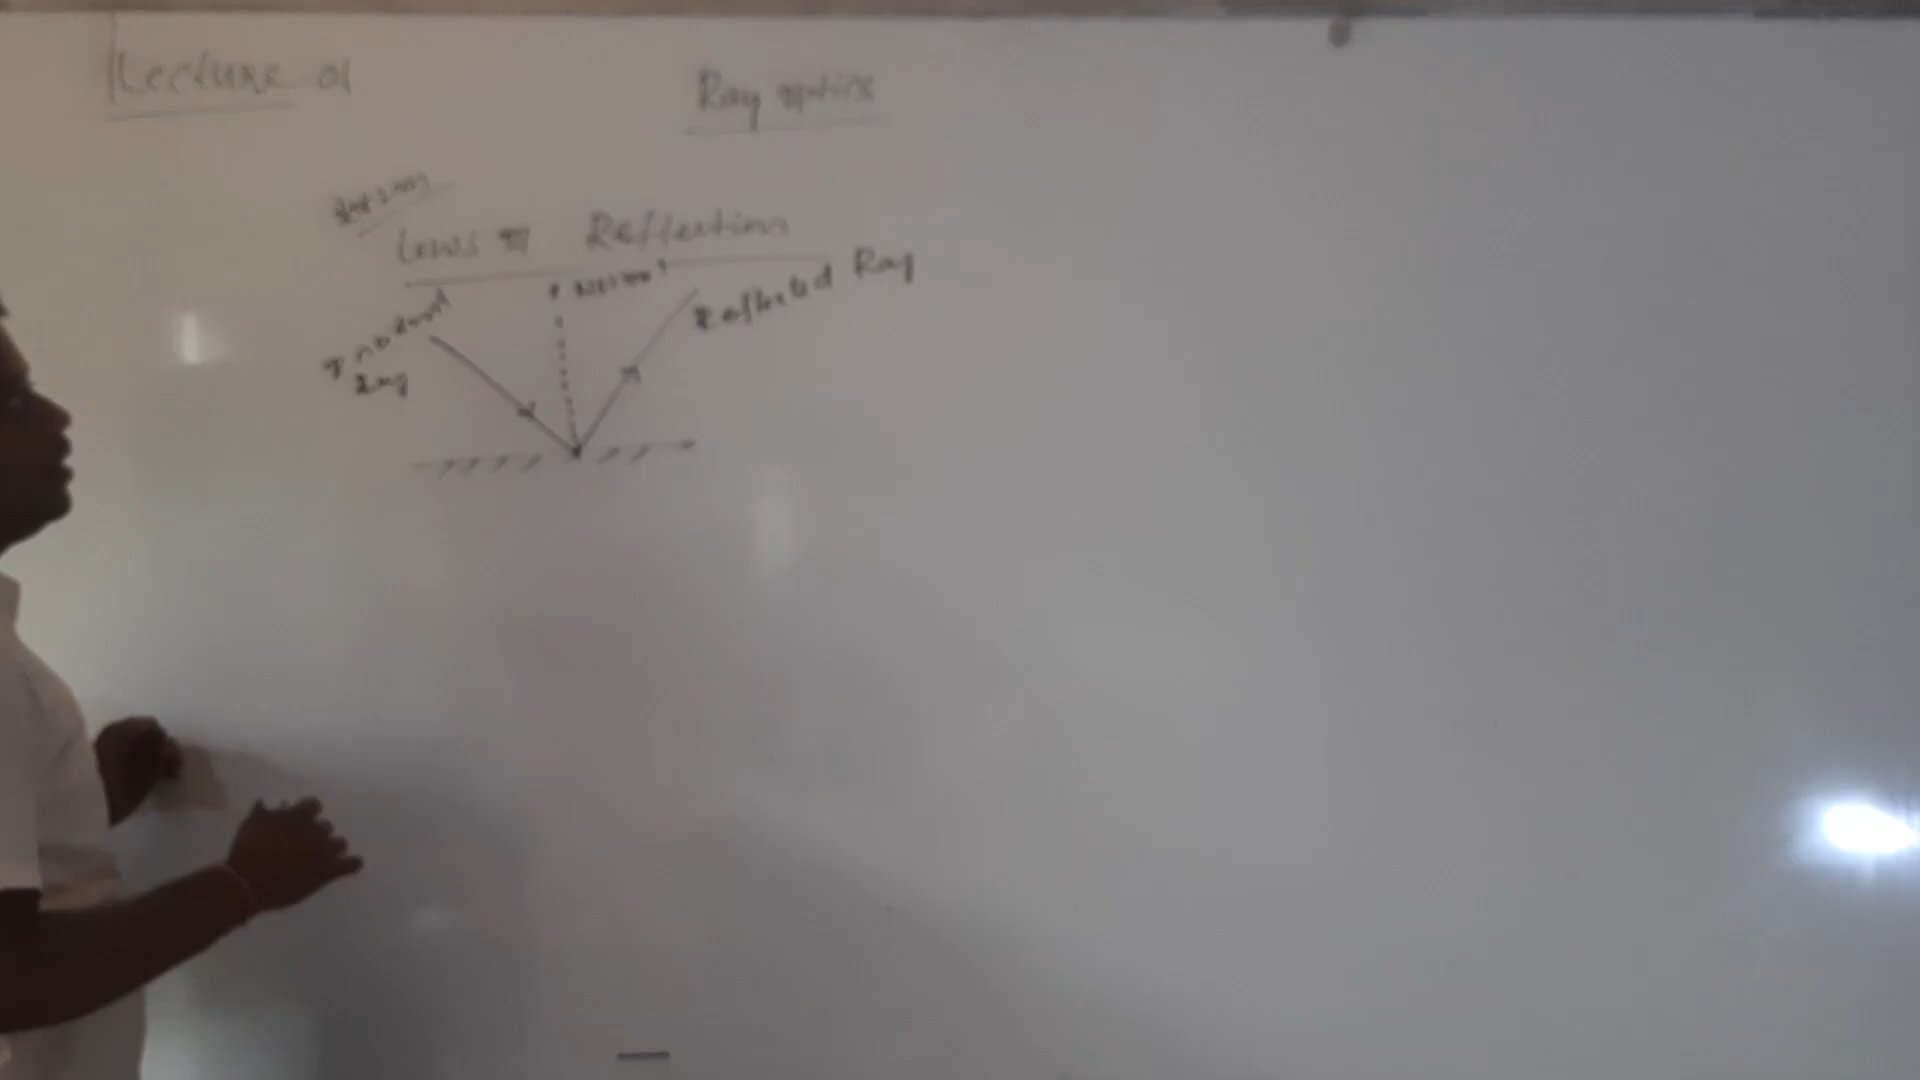 Lecture 01
Ray optics
Laws of Reflection
Normal
Reflected Ray
Incident
Ray